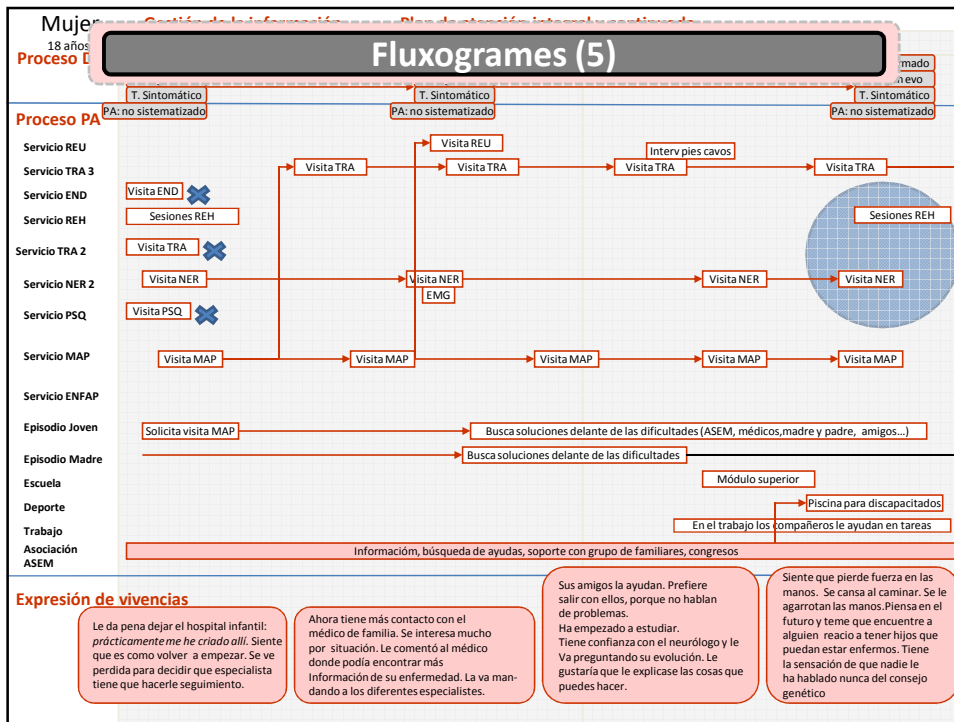 Mujer
18 años
Gestión de la información
Plan de atención integral y continuada
Fluxogrames (5)
Proceso D
rmado
evo
T. Sintomático
T. Sintomático
T. Sintomático
PA: no sistematizado
PA: no sistematizado
PA: no sistematizado
Proceso PA
Servicio REU
Visita REU
Interv pies cavos
Servicio TRA 3
Visita TRA
Visita TRA
Visita TRA
Visita TRA
Servicio END
Visita END
Servicio REH
Sesiones REH
Sesiones REH
Servicio TRA 2
Visita TRA
Servicio NER 2
Visita NER
Visita NER
Visita NER
Visita NER
EMG
Servicio PSQ
Visita PSQ
Servicio MAP
Visita MAP
Visita MAP
Visita MAP
Visita MAP
Visita MAP
Servicio ENFAP
Episodio Joven
Solicita visita MAP
Busca soluciones delante de las dificultades (ASEM, médicos,madre y padre, amigos...)
Episodio Madre
Busca soluciones delante de las dificultades
Escuela
Módulo superior
Deporte
Piscina para discapacitados
Trabajo
En el trabajo los compañeros le ayudan en tareas
Asociación
ASEM
Informacióm, búsqueda de ayudas, soporte con grupo de familiares, congresos
Expresión de vivencias
Le da pena dejar el hospital infantil:
prácticamente me he criado allí. Siente
que es como volver a empezar. Se ve
perdida para decidir que especialista
tiene que hacerle seguimiento.
Ahora tiene más contacto con el
médico de familia. Se interesa mucho
por situación. Le comentó al médico
donde podía encontrar más
Información de su enfermedad. La va man-
dando a los diferentes especialistes.
Sus amigos la ayudan. Prefiere
salir con ellos, porque no hablan
de problemas.
Ha empezado a estudiar.
Tiene confianza con el neurólogo y le
Va preguntando su evolución. Le
gustaría que le explicase las cosas que
puedes hacer.
Siente que pierde fuerza en las
manos. Se cansa al caminar. Se le
agarrotan las manos.Piensa en el
futuro y teme que encuentre a
alguien reacio a tener hijos que
puedan estar enfermos. Tiene
la sensación de que nadie le
ha hablado nunca del consejo
genético